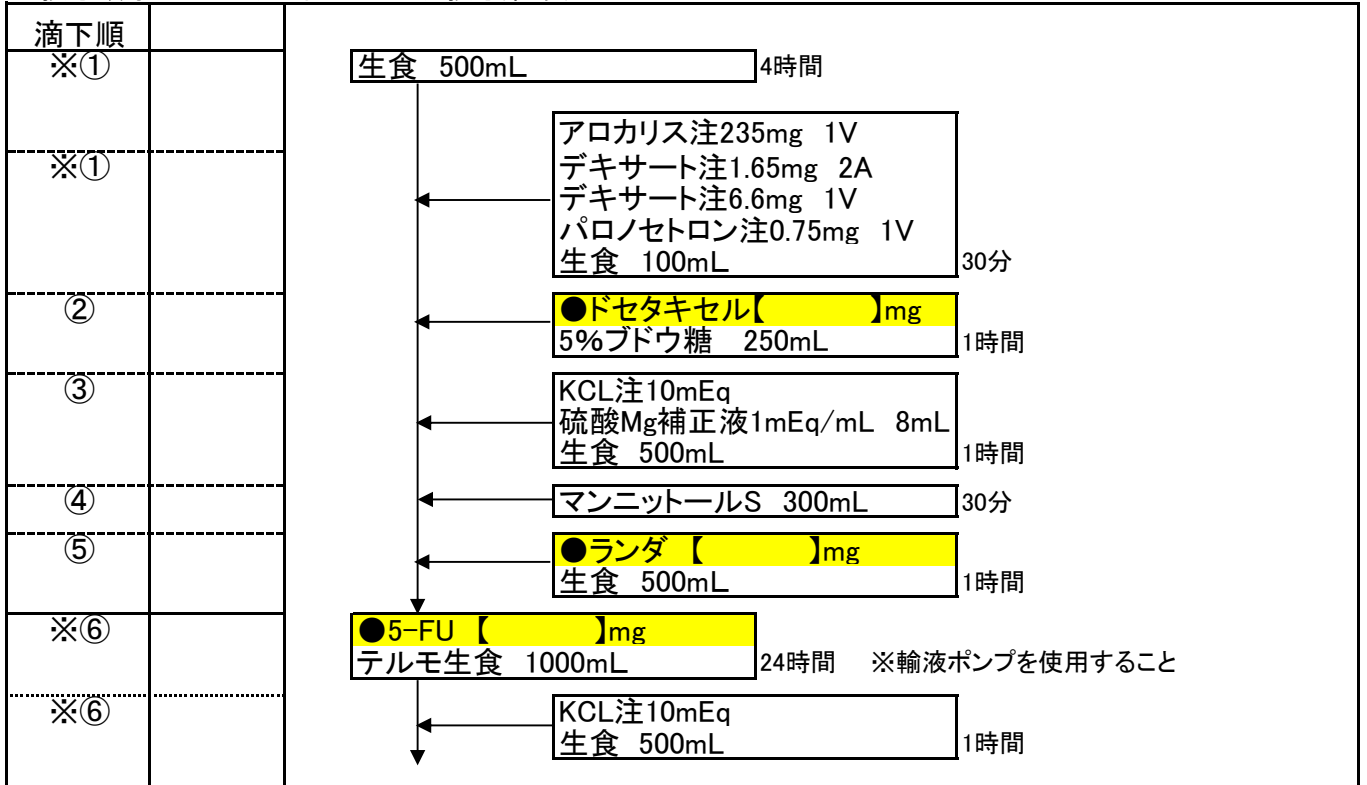 滴下順
※①
生食 500mL 4時間
※①
アロカリス注235mg 1V
デキサート注1.65mg 2A
デキサート注6.6mg 1V
パロノセトロン注0.75mg 1V
生食 100mL 30分
②
●ドセタキセル【 】mg
5%ブドウ糖 250mL 1時間
③
KCL注10mEq
硫酸Mg補正液1mEq/mL 8mL
生食 500mL 1時間
④
マンニットールS 300mL 30分
⑤
●ランダ 【 】mg
生食 500mL 1時間
※⑥
●5-FU 【 】mg
テルモ生食 1000mL 24時間 ※輸液ポンプを使用すること
※⑥
KCL注10mEq
生食 500mL 1時間